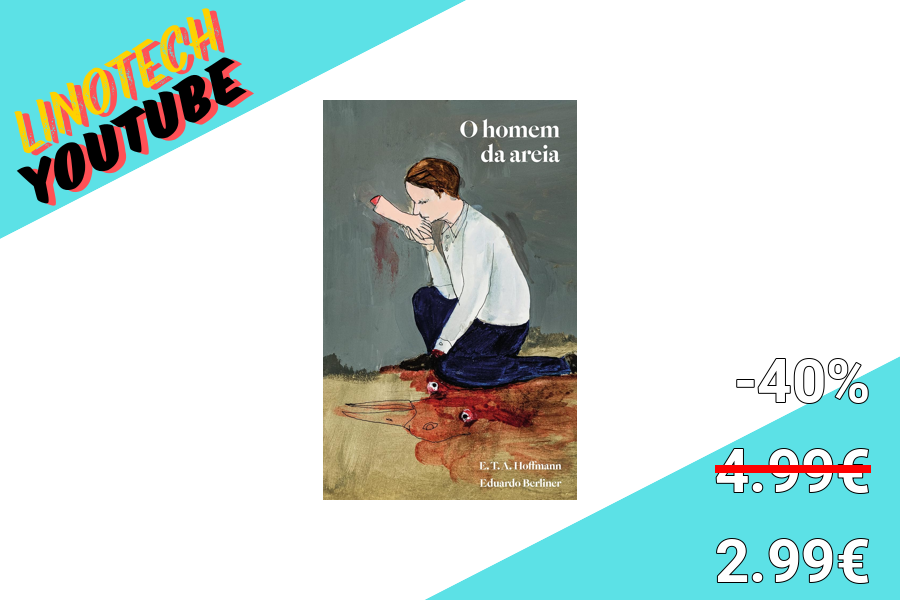 LINOTECH
YOUTUBE
O homem
da areia
E. T. A. Hoffmann
Eduardo Berliner
-40%
4.99€
2.99€